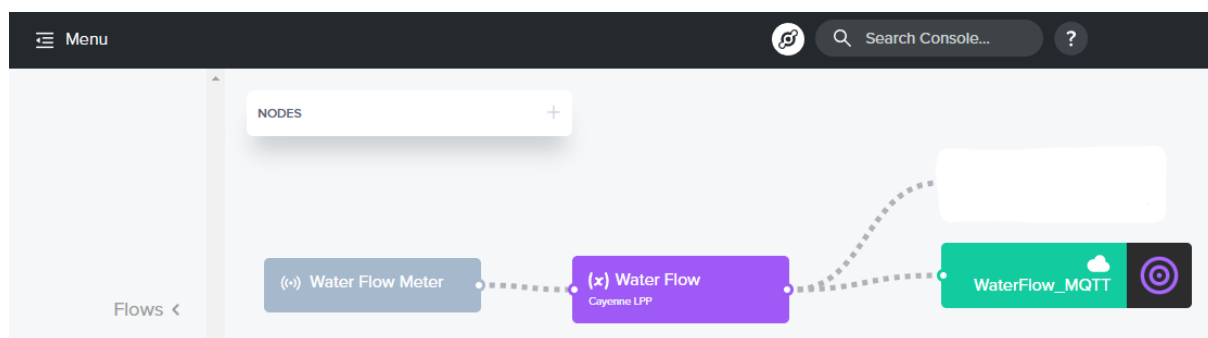 Menu
Search Console...
?
NODES
Water Flow Meter
(x) Water Flow
Cayenne LPP
WaterFlow_MQTT
Flows